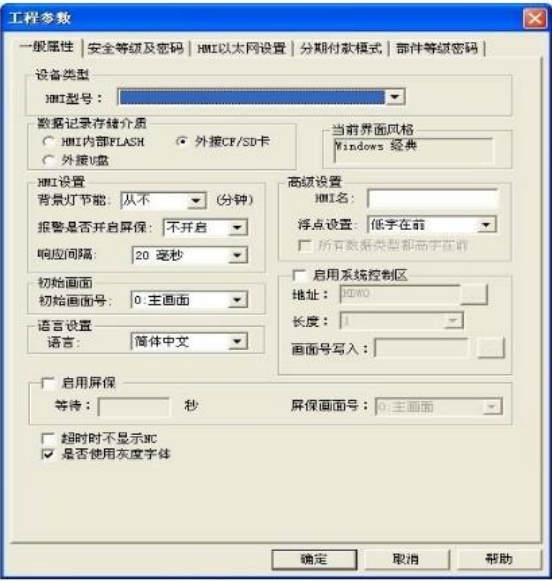 工程参数
一般属性 安全等级及密码 HMI以太网设置 分期付款模式 部件等级密码
设备类型
HMI型号：
数据记录存储介质
HMI内部FLASH 外接CF/SD卡
外接U盘
当前界面风格
Windows 经典
HMI设置
背景灯节能： 从不 (分钟)
报警是否开启屏保： 不开启
响应间隔： 20 毫秒
高级设置
HMI名：
浮点设置： 低字在前
所有数据类型都高字在前
初始画面
初始画面号： 0:主画面
语言设置
语言： 简体中文
启用系统控制区
地址： HDW0
长度： 1
画面号写入：
启用屏保
等待： 秒 屏保画面号： 0:主画面
超时时不显示NC
是否使用灰度字体
确定 取消 帮助